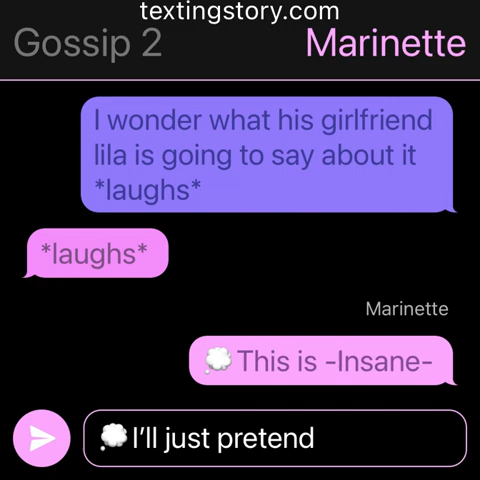 textingstory.com
Gossip 2 Marinette
I wonder what his girlfriend
lila is going to say about it
*laughs*
*laughs*
Marinette
💭 This is -Insane-
💭I’ll just pretend